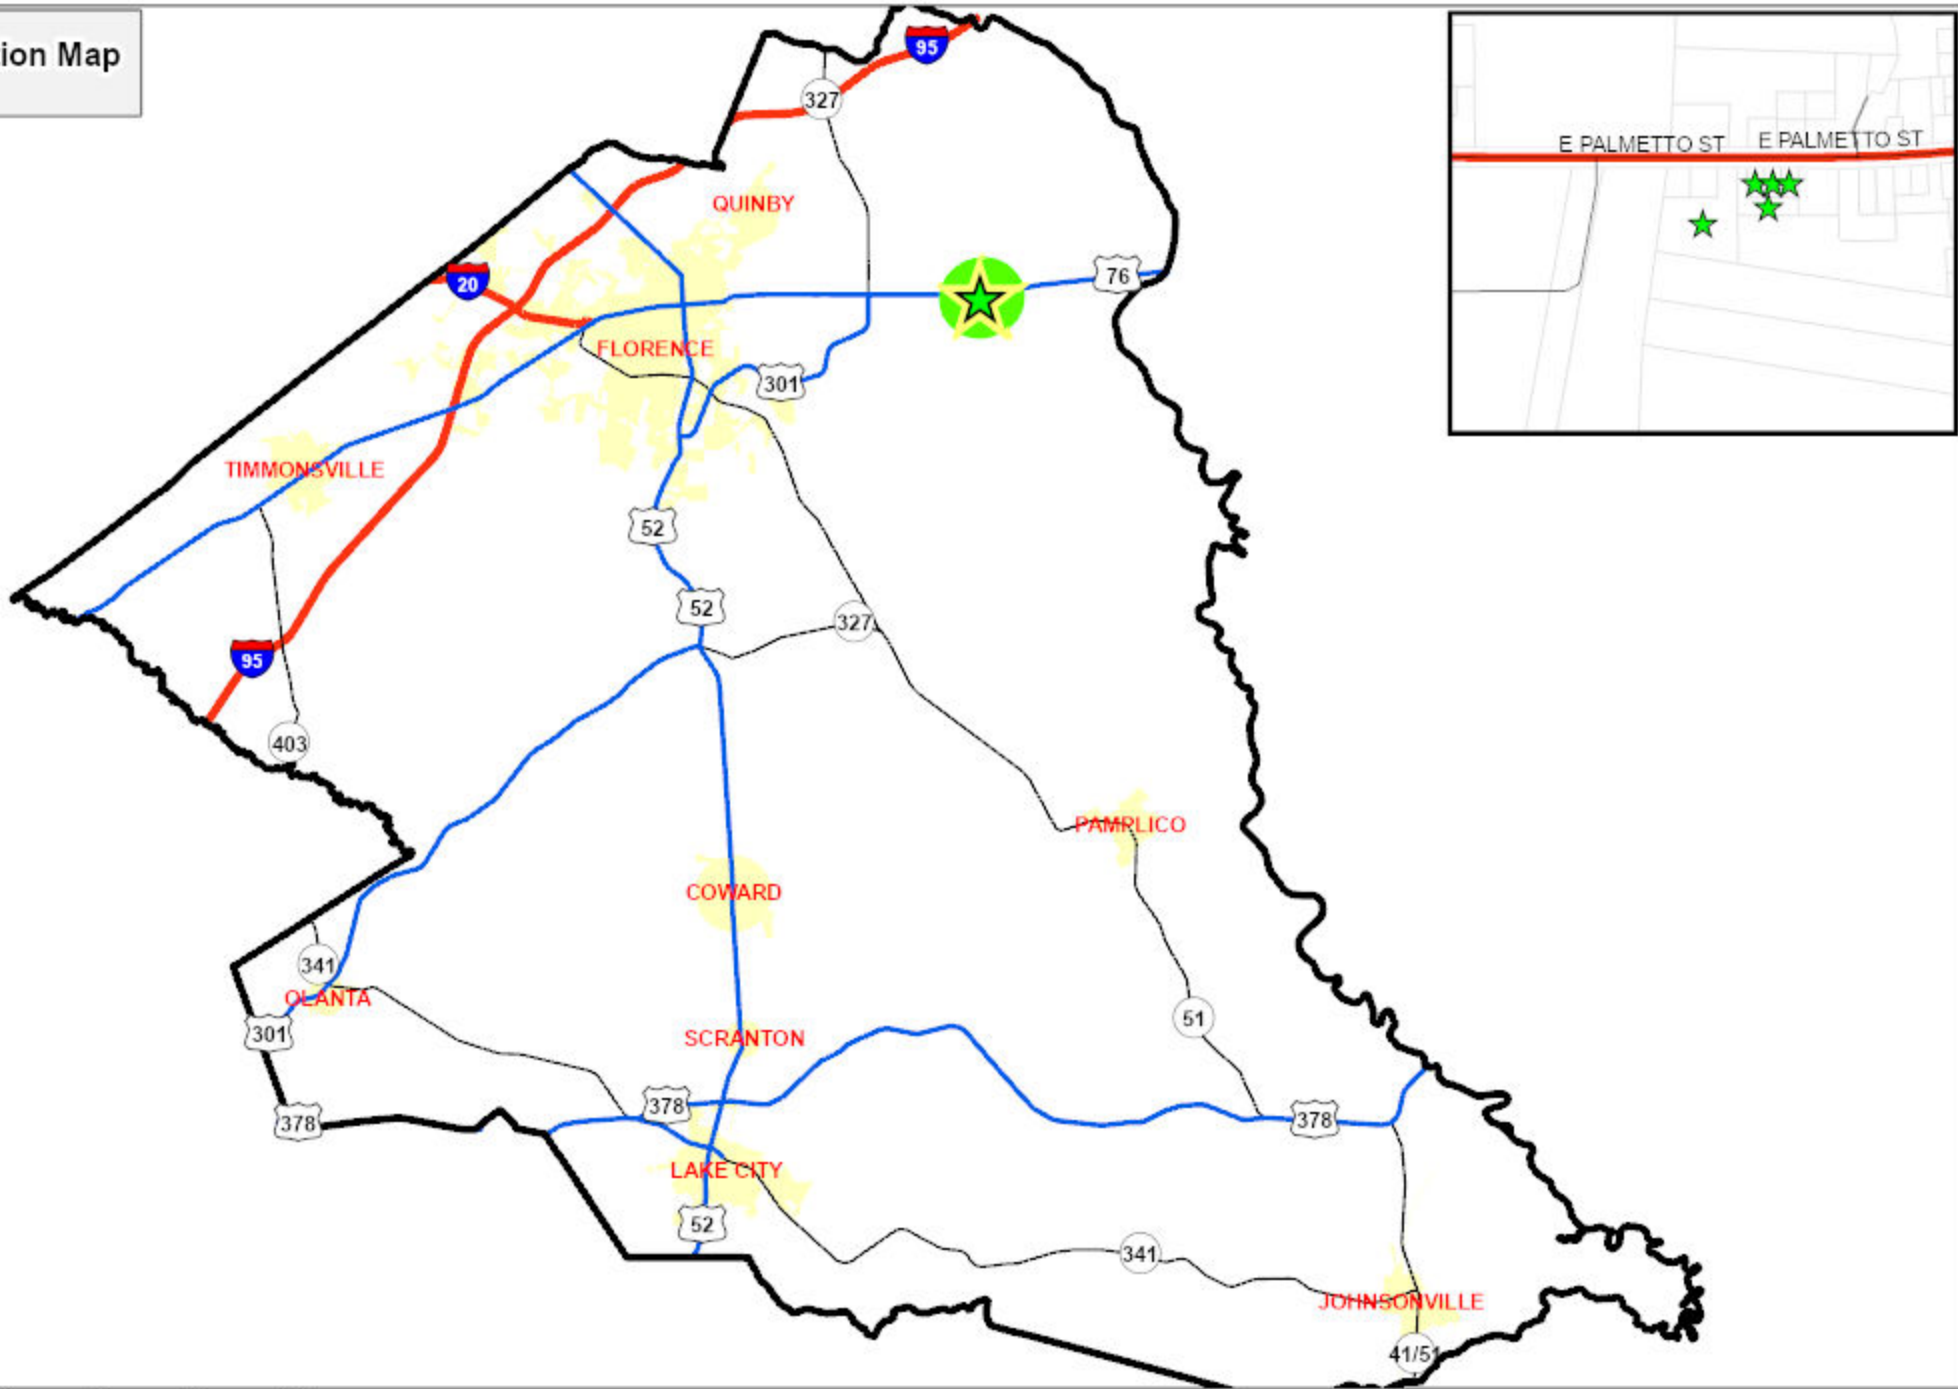 ion Map
95
327
E PALMETTO ST
E PALMETTO ST
QUINBY
20
76
FLORENCE
301
TIMMONSVILLE
52
52
327
95
403
PAMPLICO
COWARD
341
OLANTA
51
301
SCRANTON
378
378
378
LAKE CITY
52
341
JOHNSONVILLE
41/51